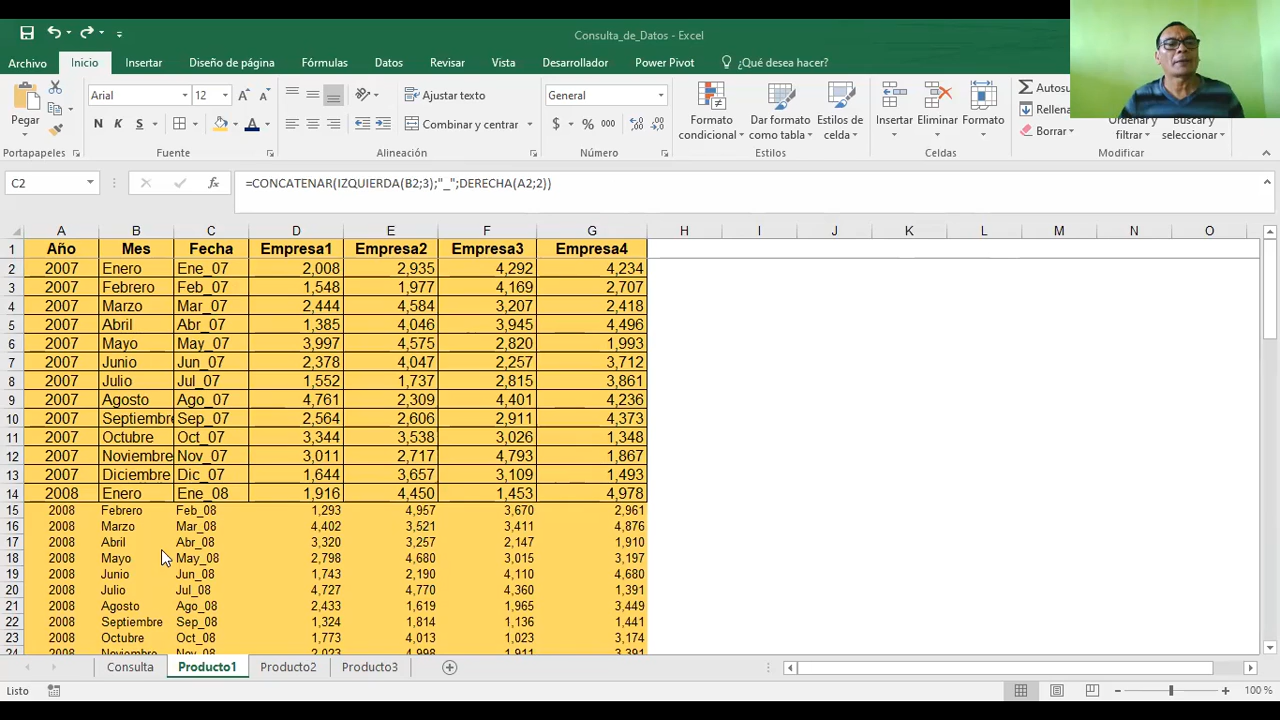 Consulta_de_Datos - Excel
Archivo Inicio Insertar Diseño de página Fórmulas Datos Revisar Vista Desarrollador Power Pivot ¿Qué desea hacer?
Pegar
Arial 12
N K S
Ajustar texto
Combinar y centrar
General
$ % 000
Formato condicional
Dar formato como tabla
Estilos de celda
Insertar Eliminar Formato
Autosu
Rellena
Borrar
Ordenar y filtrar
Buscar y seleccionar
Portapapeles Fuente Alineación Número Estilos Celdas Modificar
C2 fx =CONCATENAR(IZQUIERDA(B2;3);"_";DERECHA(A2;2))
A B C D E F G H I J K L M N O
1 Año Mes Fecha Empresa1 Empresa2 Empresa3 Empresa4
2 2007 Enero Ene_07 2,008 2,935 4,292 4,234
3 2007 Febrero Feb_07 1,548 1,977 4,169 2,707
4 2007 Marzo Mar_07 2,444 4,584 3,207 2,418
5 2007 Abril Abr_07 1,385 4,046 3,945 4,496
6 2007 Mayo May_07 3,997 4,575 2,820 1,993
7 2007 Junio Jun_07 2,378 4,047 2,257 3,712
8 2007 Julio Jul_07 1,552 1,737 2,815 3,861
9 2007 Agosto Ago_07 4,761 2,309 4,401 4,236
10 2007 Septiembre Sep_07 2,564 2,606 2,911 4,373
11 2007 Octubre Oct_07 3,344 3,538 3,026 1,348
12 2007 Noviembre Nov_07 3,011 2,717 4,793 1,867
13 2007 Diciembre Dic_07 1,644 3,657 3,109 1,493
14 2008 Enero Ene_08 1,916 4,450 1,453 4,978
15 2008 Febrero Feb_08 1,293 4,957 3,670 2,961
16 2008 Marzo Mar_08 4,402 3,521 3,411 4,876
17 2008 Abril Abr_08 3,320 3,257 2,147 1,910
18 2008 Mayo May_08 2,798 4,680 3,015 3,197
19 2008 Junio Jun_08 1,743 2,190 4,110 4,680
20 2008 Julio Jul_08 4,727 4,770 4,360 1,391
21 2008 Agosto Ago_08 2,433 1,619 1,965 3,449
22 2008 Septiembre Sep_08 1,324 1,814 1,136 1,441
23 2008 Octubre Oct_08 1,773 4,013 1,023 3,174
24 2008 Noviembre Nov_08 2,023 4,998 1,911 3,391
Consulta Producto1 Producto2 Producto3
Listo 100 %